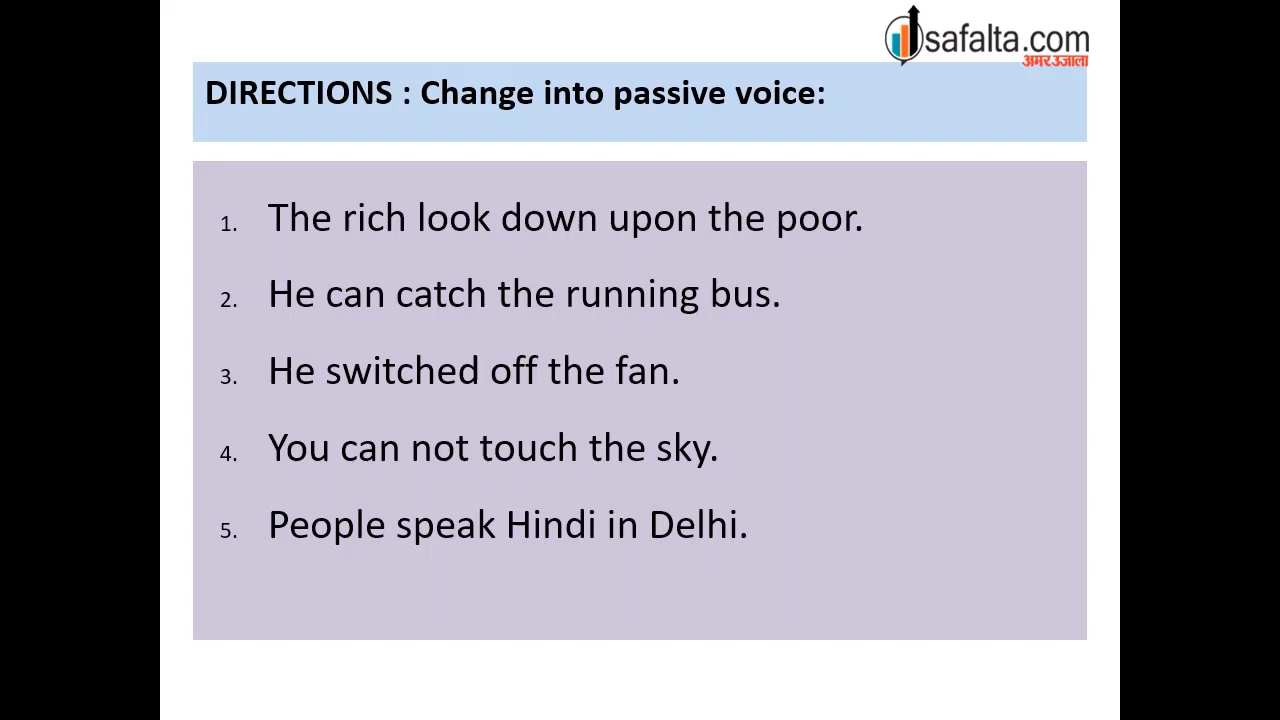 safalta.com
अमर उजाला
DIRECTIONS : Change into passive voice:
1. The rich look down upon the poor.
2. He can catch the running bus.
3. He switched off the fan.
4. You can not touch the sky.
5. People speak Hindi in Delhi.